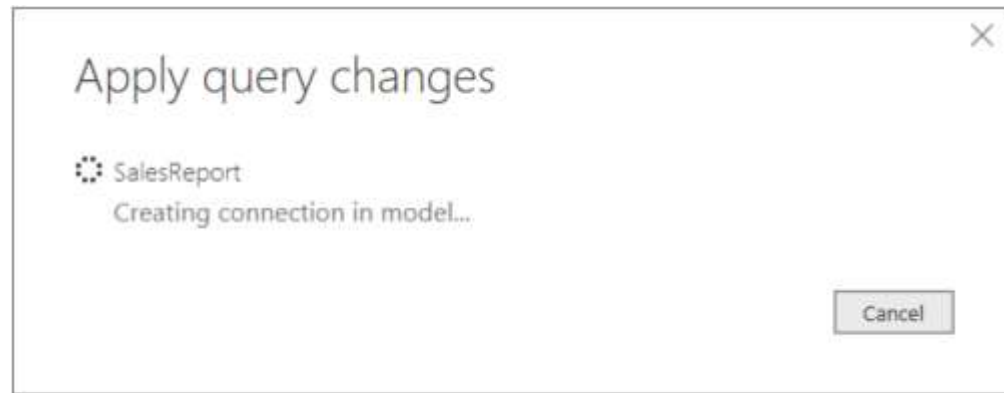 Apply query changes
SalesReport
Creating connection in model...
Cancel